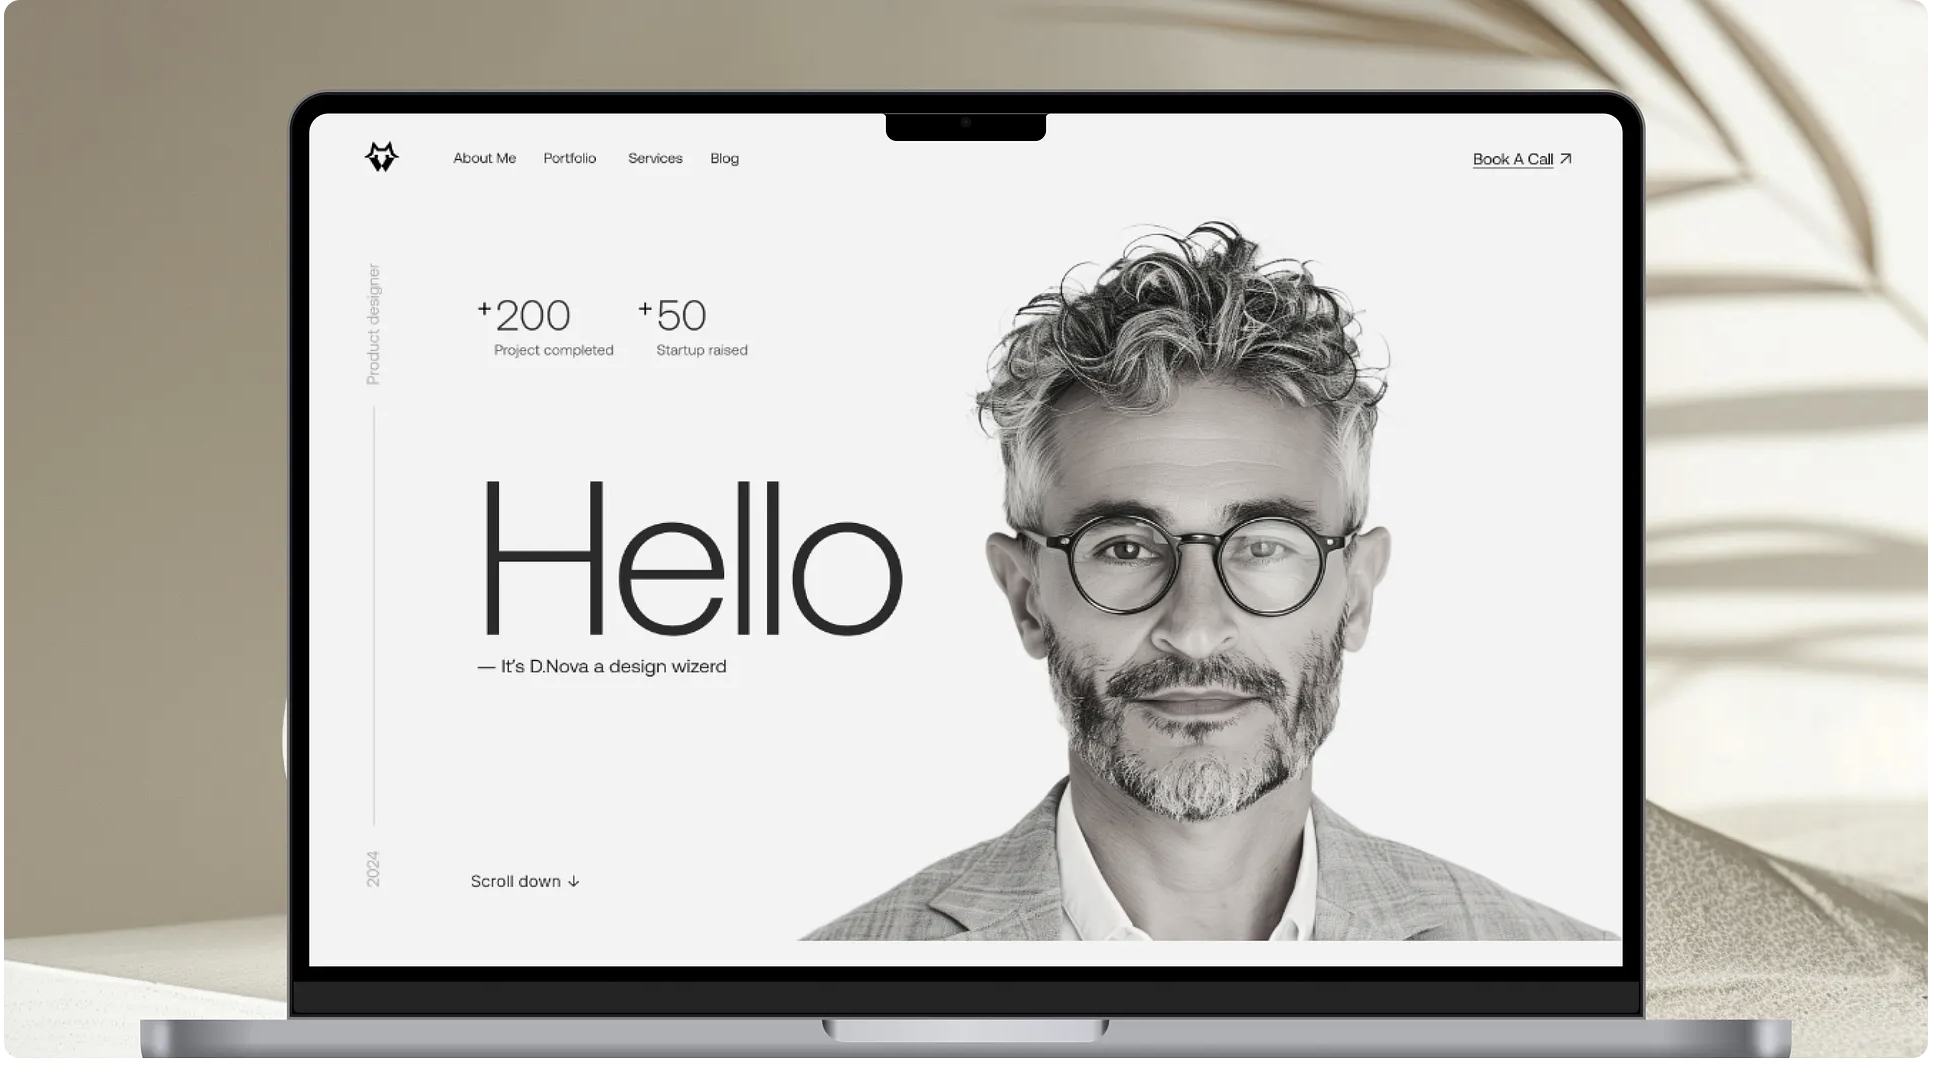 About Me
Portfolio
Services
Blog
Book A Call
Product designer
+200
Project completed
+50
Startup raised
Hello
— It's D.Nova a design wizerd
2024
Scroll down ↓